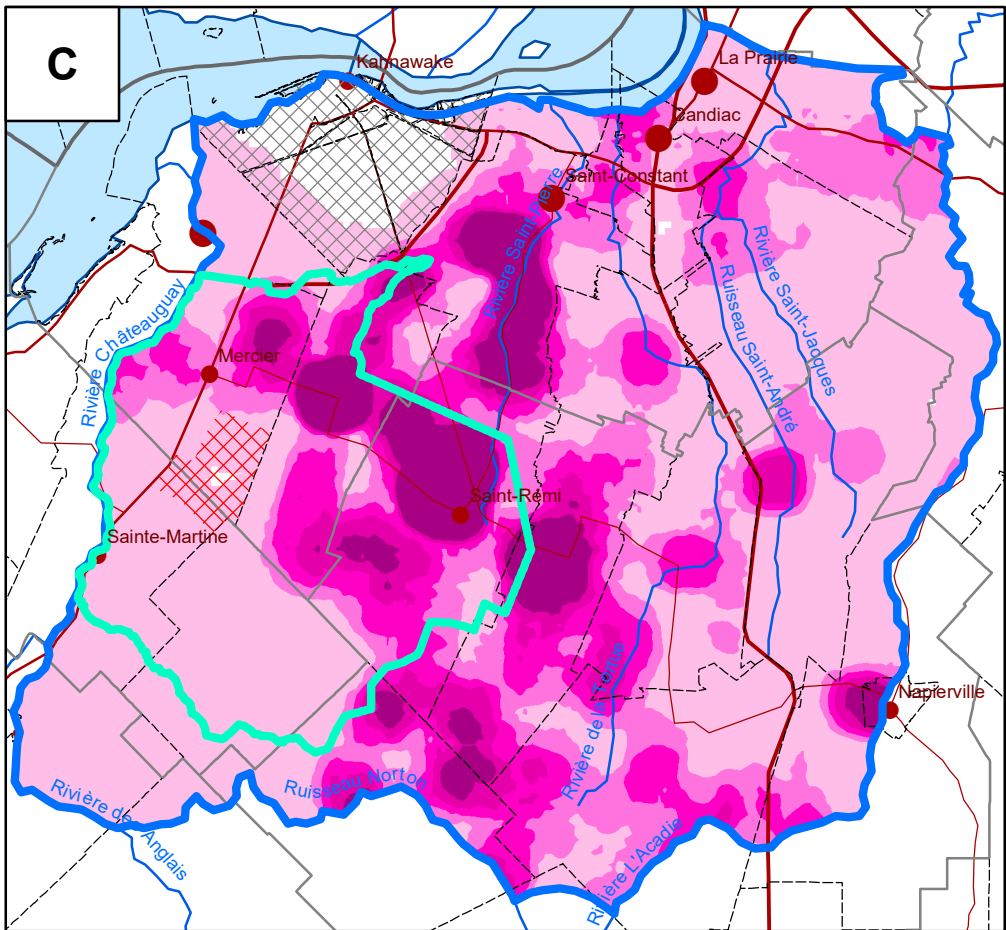 C
Kahnawake
La Prairie
Candiac
Saint-Constant
Rivière Saint-Pierre
Rivière Saint-Jacques
Ruisseau Saint-André
Rivière Châteauguay
Mercier
Saint-Rémi
Sainte-Martine
Napierville
Rivière de la Tortue
Ruisseau Norton
Rivière des Anglais
Rivière L'Acadie